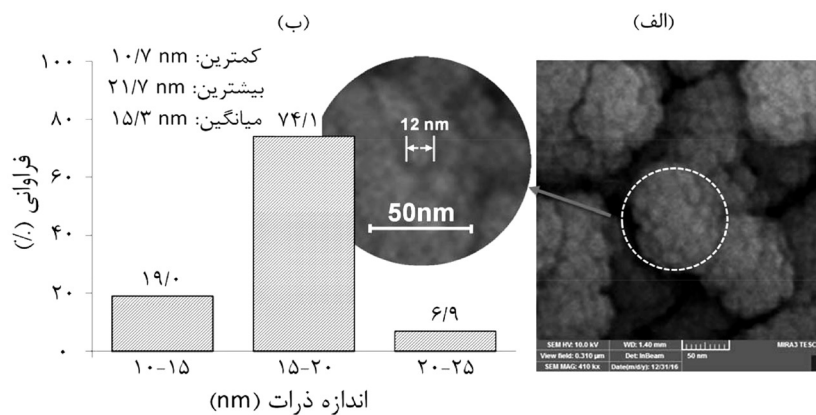 (ب)
(الف)
کمترین: ۱۰/۷ nm
بیشترین: ۲۱/۷ nm
میانگین: ۱۵/۳ nm
فراوانی (٪)
۱۰۰
۸۰
۶۰
۴۰
۲۰
۰
۱۹/۰
۷۴/۱
۶/۹
۱۰-۱۵
۱۵-۲۰
۲۰-۲۵
اندازه ذرات (nm)
12 nm
50nm
SEM HV: 10.0 kV WD: 1.40 mm MIRA3 TESC
View field: 0.310 µm Det: InBeam 50 nm
SEM MAG: 410 kx Date(m/d/y): 12/31/16